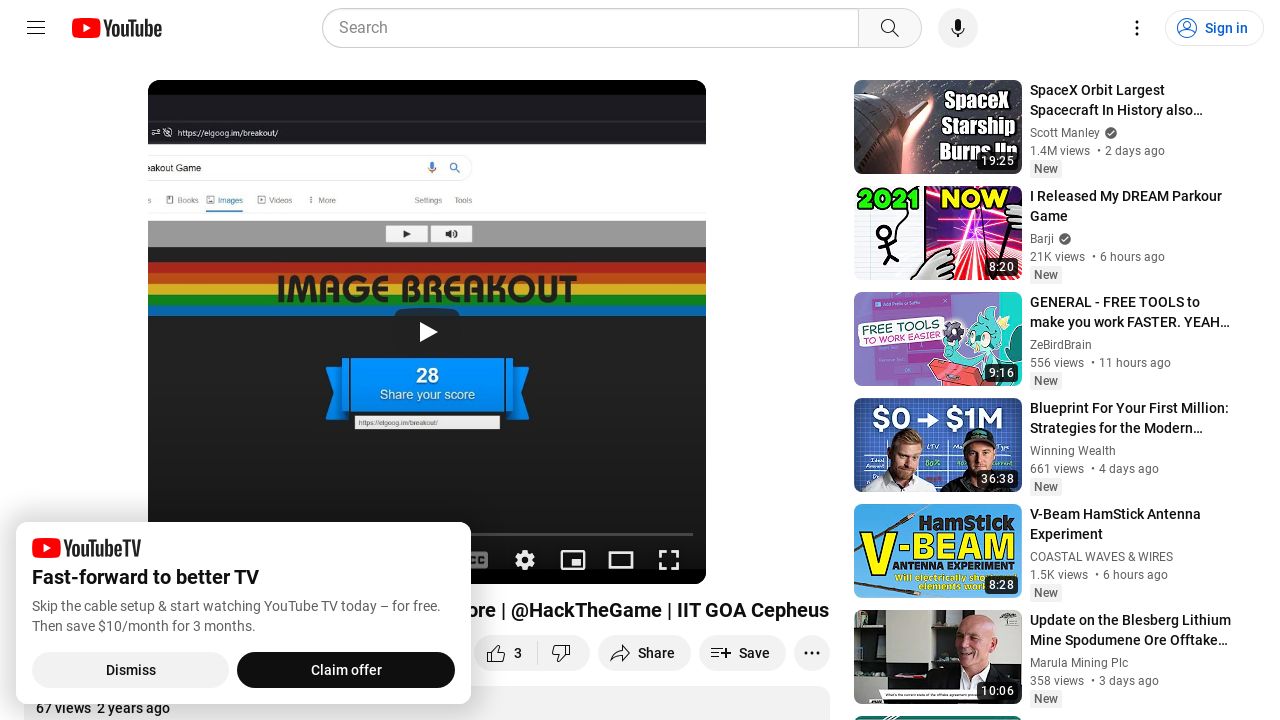 YouTube
Search
Sign in
https://elgoog.im/breakout/
eakout Game
Books
Images
Videos
More
Settings
Tools
IMAGE BREAKOUT
28
Share your score
https://elgoog.im/breakout/
CC
YouTubeTV
Fast-forward to better TV
Skip the cable setup & start watching YouTube TV today – for free.
Then save $10/month for 3 months.
Dismiss
Claim offer
ore | @HackTheGame | IIT GOA Cepheus
3
Share
Save
67 views 2 years ago
SpaceX
Starship
Burns Up
19:25
SpaceX Orbit Largest
Spacecraft In History also…
Scott Manley
1.4M views • 2 days ago
New
2021
NOW
8:20
I Released My DREAM Parkour
Game
Barji
21K views • 6 hours ago
New
Add Prefix or Suffix
FREE TOOLS
TO WORK EASIER
OK
9:16
GENERAL - FREE TOOLS to
make you work FASTER. YEAH…
ZeBirdBrain
556 views • 11 hours ago
New
$0 → $1M
LTV
36:38
Blueprint For Your First Million:
Strategies for the Modern…
Winning Wealth
661 views • 4 days ago
New
HamStick
V-BEAM
ANTENNA EXPERIMENT
8:28
V-Beam HamStick Antenna
Experiment
COASTAL WAVES & WIRES
1.5K views • 6 hours ago
New
10:06
Update on the Blesberg Lithium
Mine Spodumene Ore Offtake…
Marula Mining Plc
358 views • 3 days ago
New